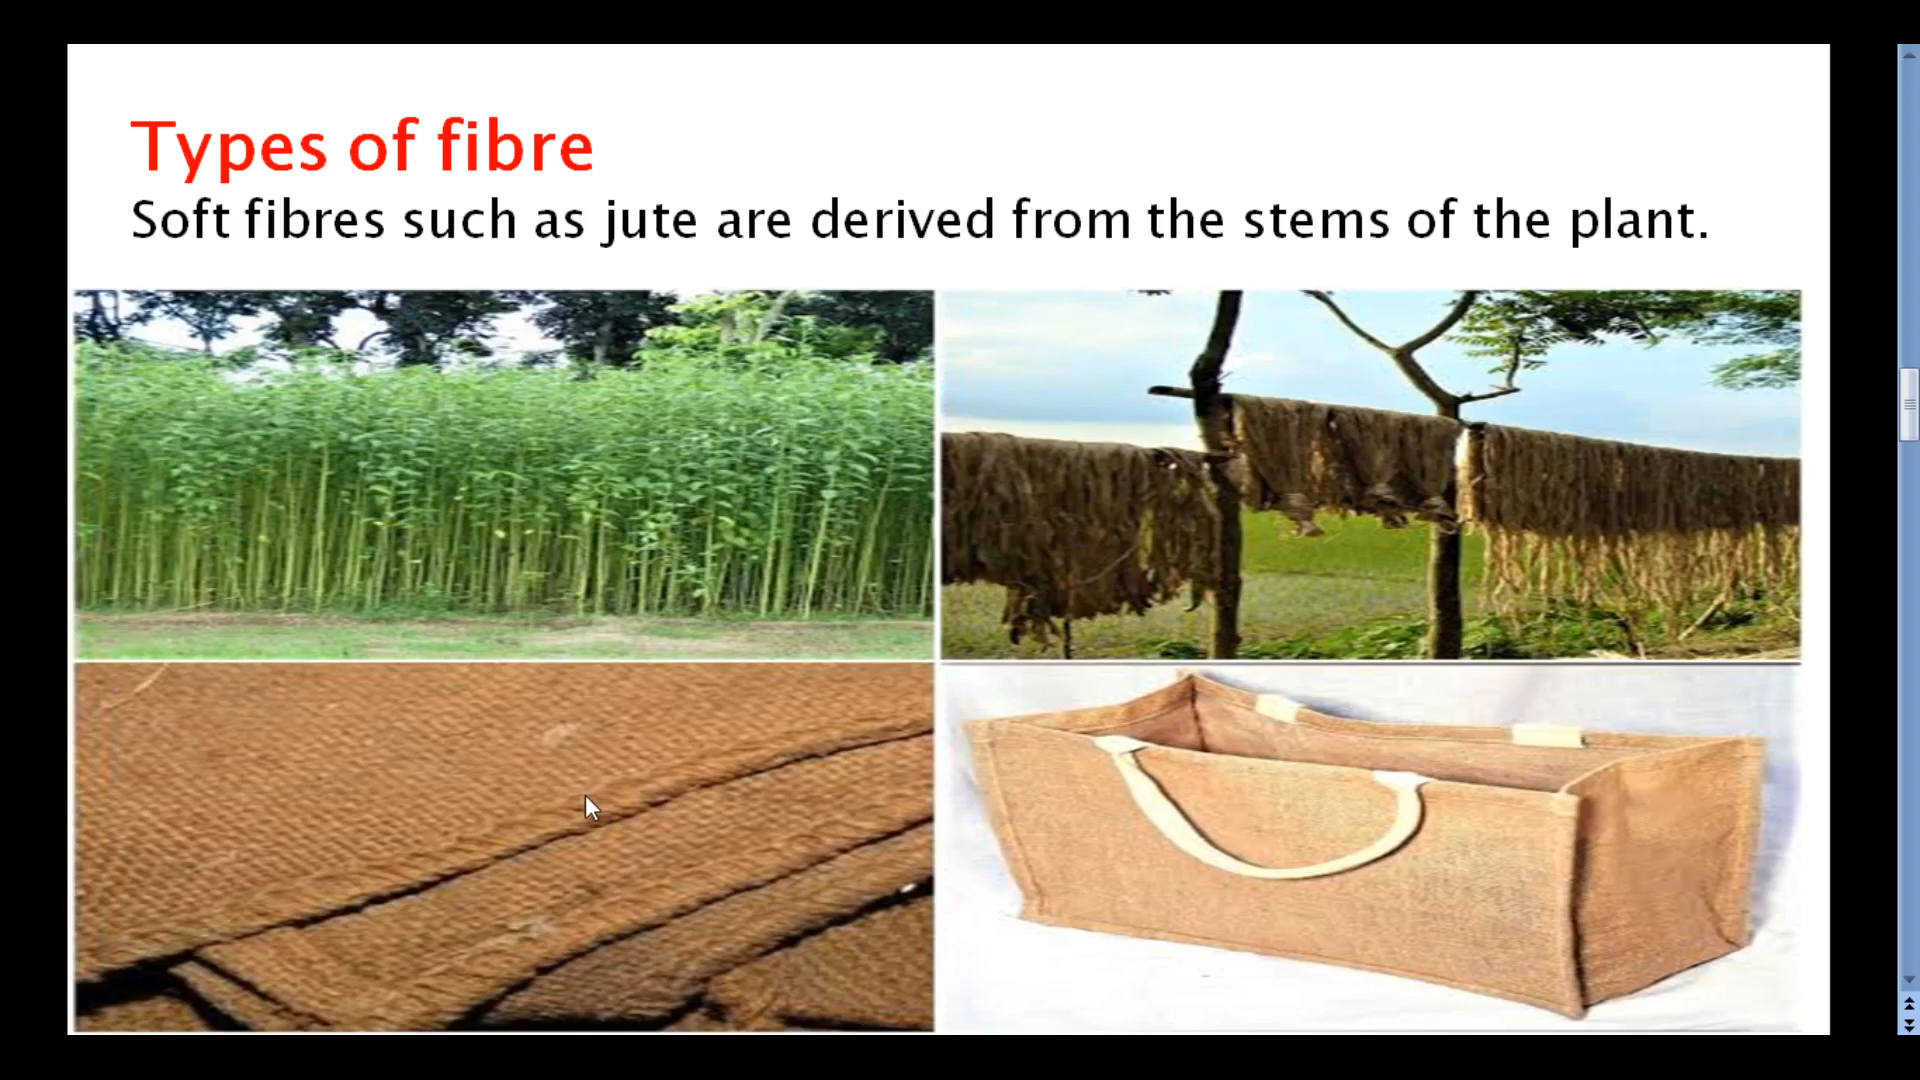 Types of fibre
Soft fibres such as jute are derived from the stems of the plant.